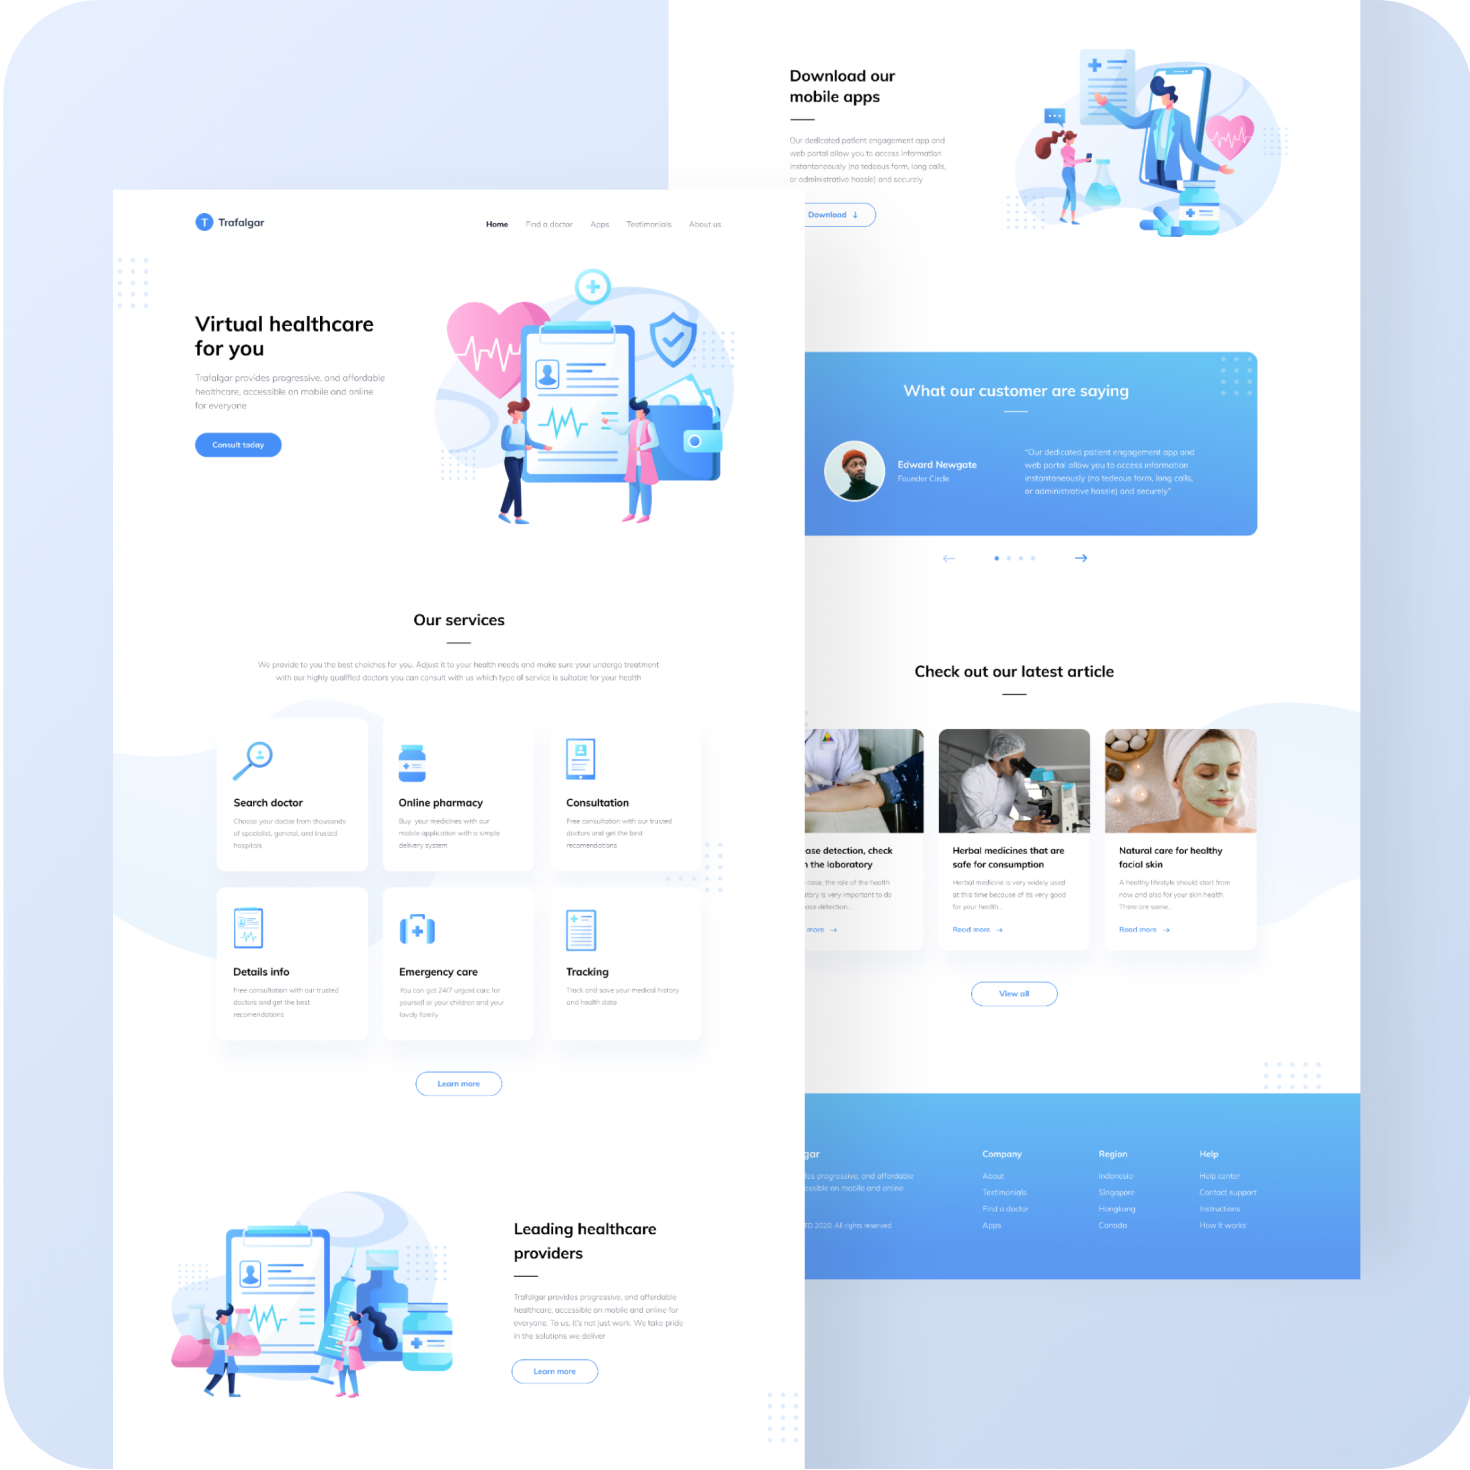 T Trafalgar
Home Find a doctor Apps Testimonials About us
Virtual healthcare
for you
Trafalgar provides progressive, and affordable
healthcare, accessible on mobile and online
for everyone
Consult today
Our services
We provide to you the best choiches for you. Adjust it to your health needs and make sure your undergo treatment
with our highly qualified doctors you can consult with us which type of service is suitable for your health
Search doctor
Choose your doctor from thousands
of specialist, general, and trusted
hospitals
Online pharmacy
Buy your medicines with our
mobile application with a simple
delivery system
Consultation
Free consultation with our trusted
doctors and get the best
recomendations
Details info
Free consultation with our trusted
doctors and get the best
recomendations
Emergency care
You can get 24/7 urgent care for
yourself or your children and your
lovely family
Tracking
Track and save your medical history
and health data
Learn more
Leading healthcare
providers
Trafalgar provides progressive, and affordable
healthcare, accessible on mobile and online for
everyone. To us, it's not just work. We take pride
in the solutions we deliver
Learn more
Download our
mobile apps
Our dedicated patient engagement app and
web portal allow you to access information
instantaneously (no tedeous form, long calls,
or administrative hassle) and securely
Download ↓
What our customer are saying
Edward Newgate
Founder Circle
"Our dedicated patient engagement app and
web portal allow you to access information
instantaneously (no tedeous form, long calls,
or administrative hassle) and securely"
Check out our latest article
ase detection, check
n the laboratory
case, the role of the health
atory is very important to do
ase detection...
more →
Herbal medicines that are
safe for consumption
Herbal medicine is very widely used
at this time because of its very good
for your health...
Read more →
Natural care for healthy
facial skin
A healthy lifestyle should start from
now and also for your skin health.
There are some...
Read more →
View all
gar
des progressive, and affordable
cessible on mobile and online
TD 2020. All rights reserved
Company
About
Testimonials
Find a doctor
Apps
Region
Indonesia
Singapore
Hongkong
Canada
Help
Help center
Contact support
Instructions
How it works